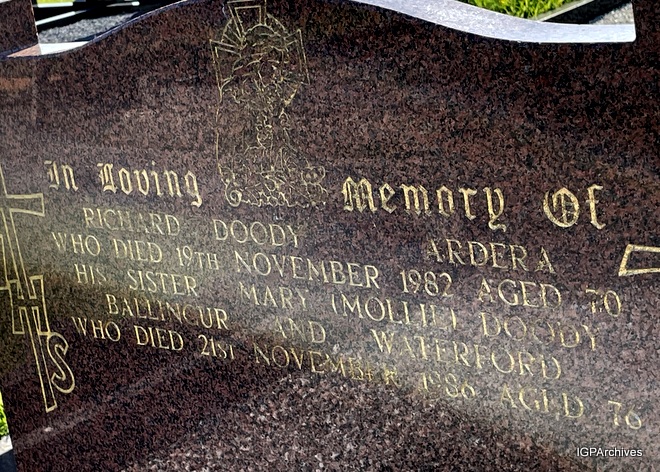 In Loving Memory Of
RICHARD DOODY ARDERA
WHO DIED 19TH NOVEMBER 1982 AGED 70
HIS SISTER MARY (MOLLIE) DOODY
BALLINCUR AND WATERFORD
WHO DIED 21ST NOVEMBER 1986 AGED 76
IGPArchives